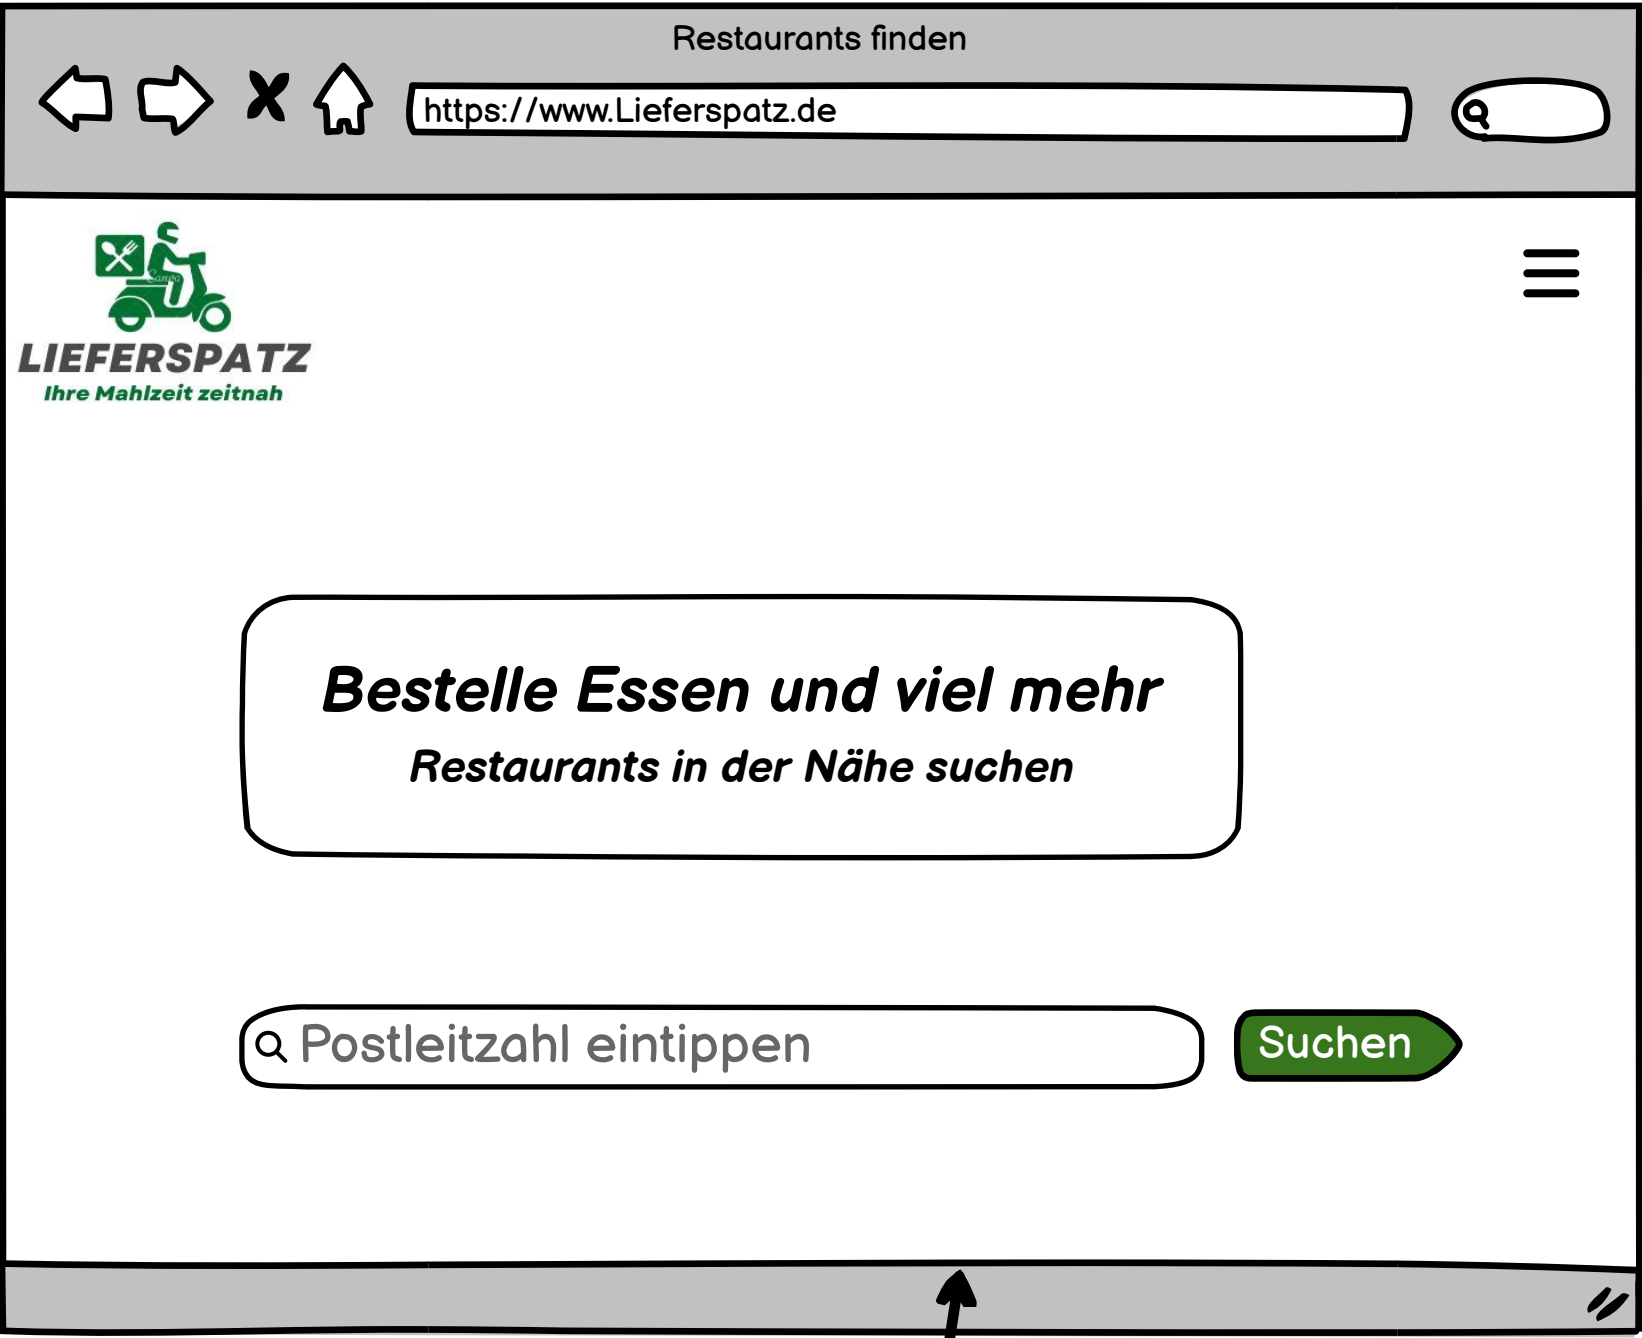 Restaurants finden
https://www.Lieferspatz.de
Canva
LIEFERSPATZ
Ihre Mahlzeit zeitnah
Bestelle Essen und viel mehr
Restaurants in der Nähe suchen
Postleitzahl eintippen
Suchen